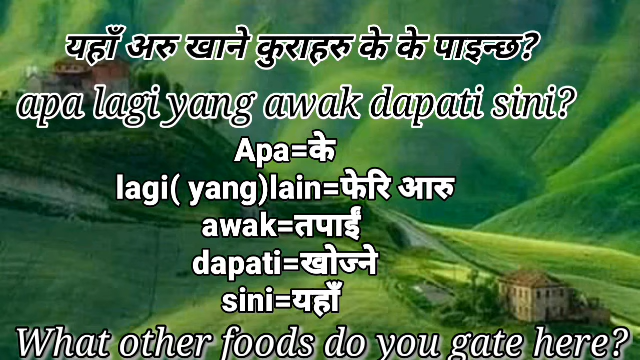 यहाँ अरु खाने कुराहरु के के पाइन्छ?
apa lagi yang awak dapati sini?
Apa=के
lagi( yang)lain=फेरि आरु
awak=तपाईं
dapati=खोज्ने
sini=यहाँ
What other foods do you gate here?